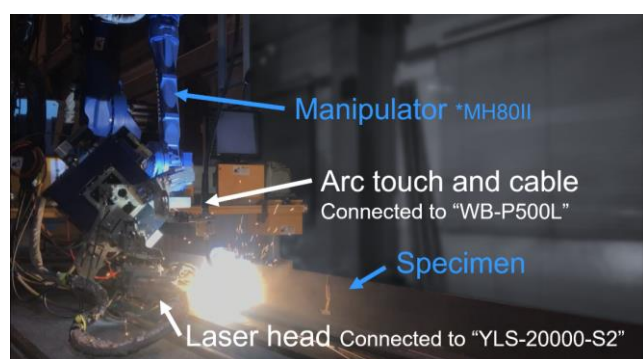 Manipulator *MH80II
Arc touch and cable
Connected to “WB-P500L”
Specimen
Laser head Connected to “YLS-20000-S2”